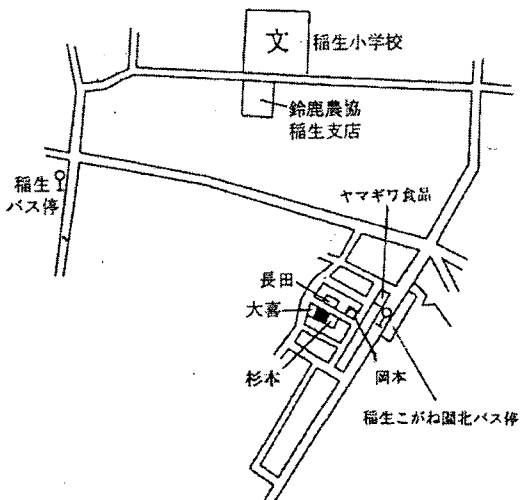 文
稲生小学校
鈴鹿農協
稲生支店
稲生
バス停
ヤマギワ食品
長田
大喜
杉本
岡本
稲生こがね園北バス停